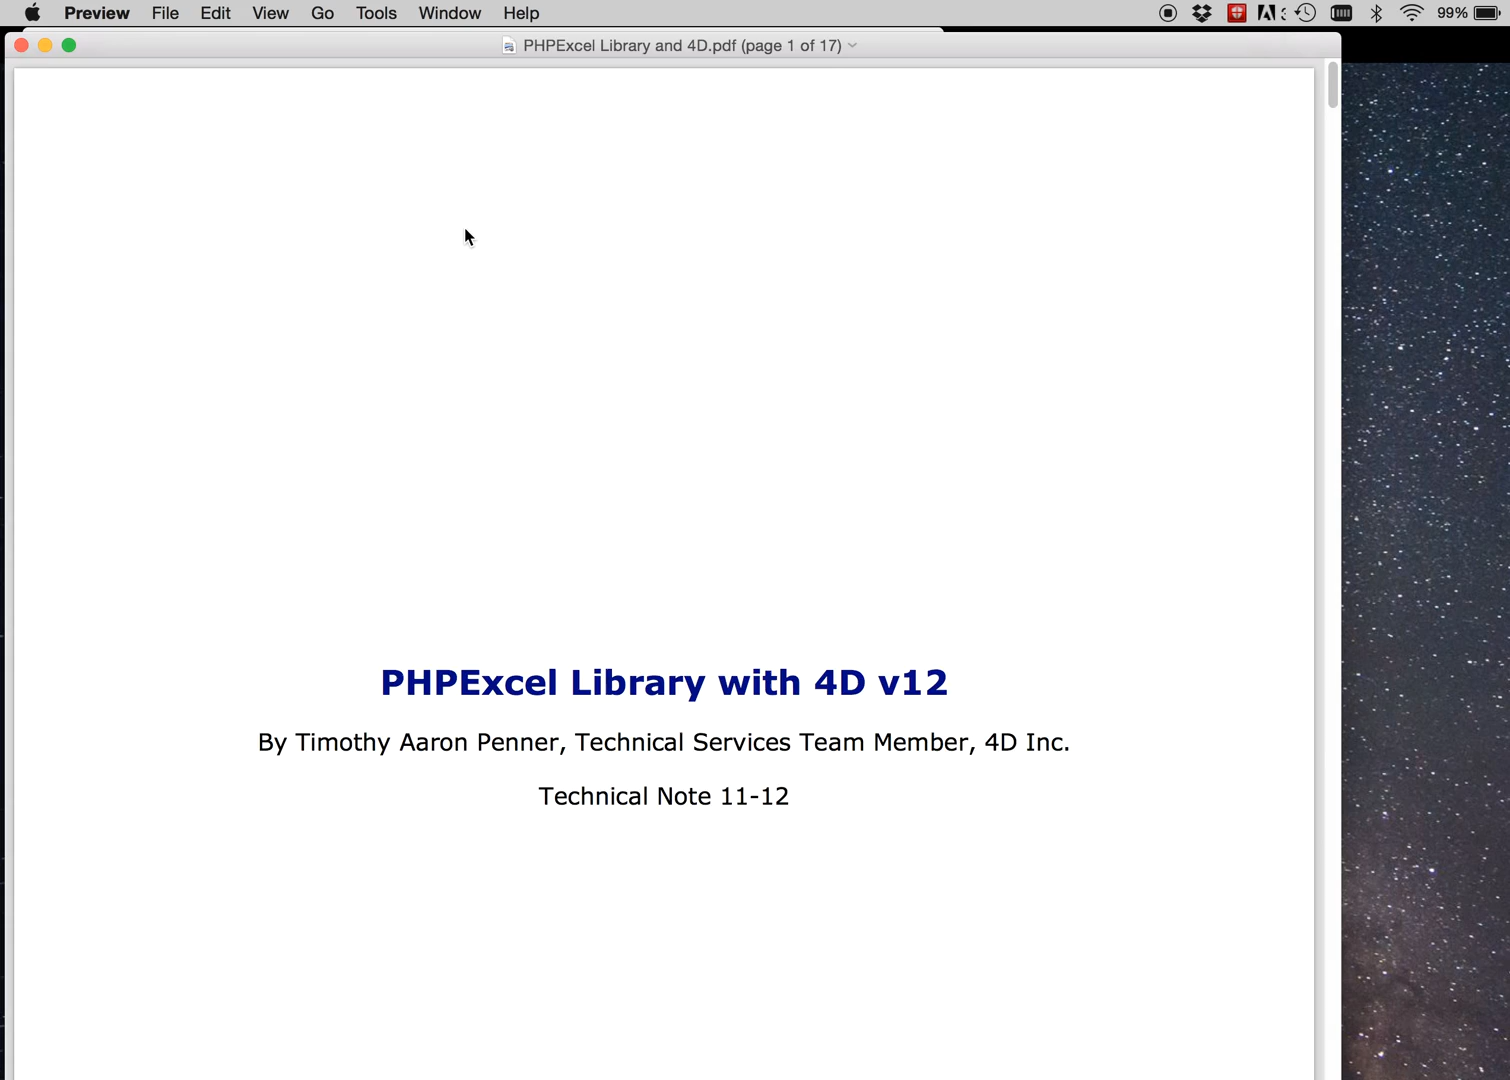 Preview File Edit View Go Tools Window Help 99%
PHPExcel Library and 4D.pdf (page 1 of 17)
PHPExcel Library with 4D v12
By Timothy Aaron Penner, Technical Services Team Member, 4D Inc.
Technical Note 11-12